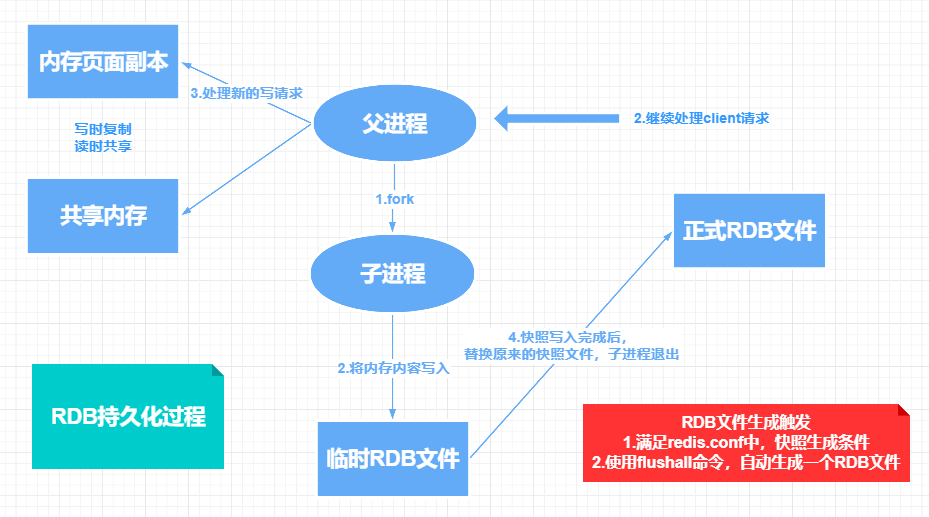 内存页面副本
3.处理新的写请求
父进程
2.继续处理client请求
写时复制
读时共享
1.fork
共享内存
正式RDB文件
子进程
4.快照写入完成后，
替换原来的快照文件，子进程退出
2.将内存内容写入
RDB持久化过程
临时RDB文件
RDB文件生成触发
1.满足redis.conf中，快照生成条件
2.使用flushall命令，自动生成一个RDB文件